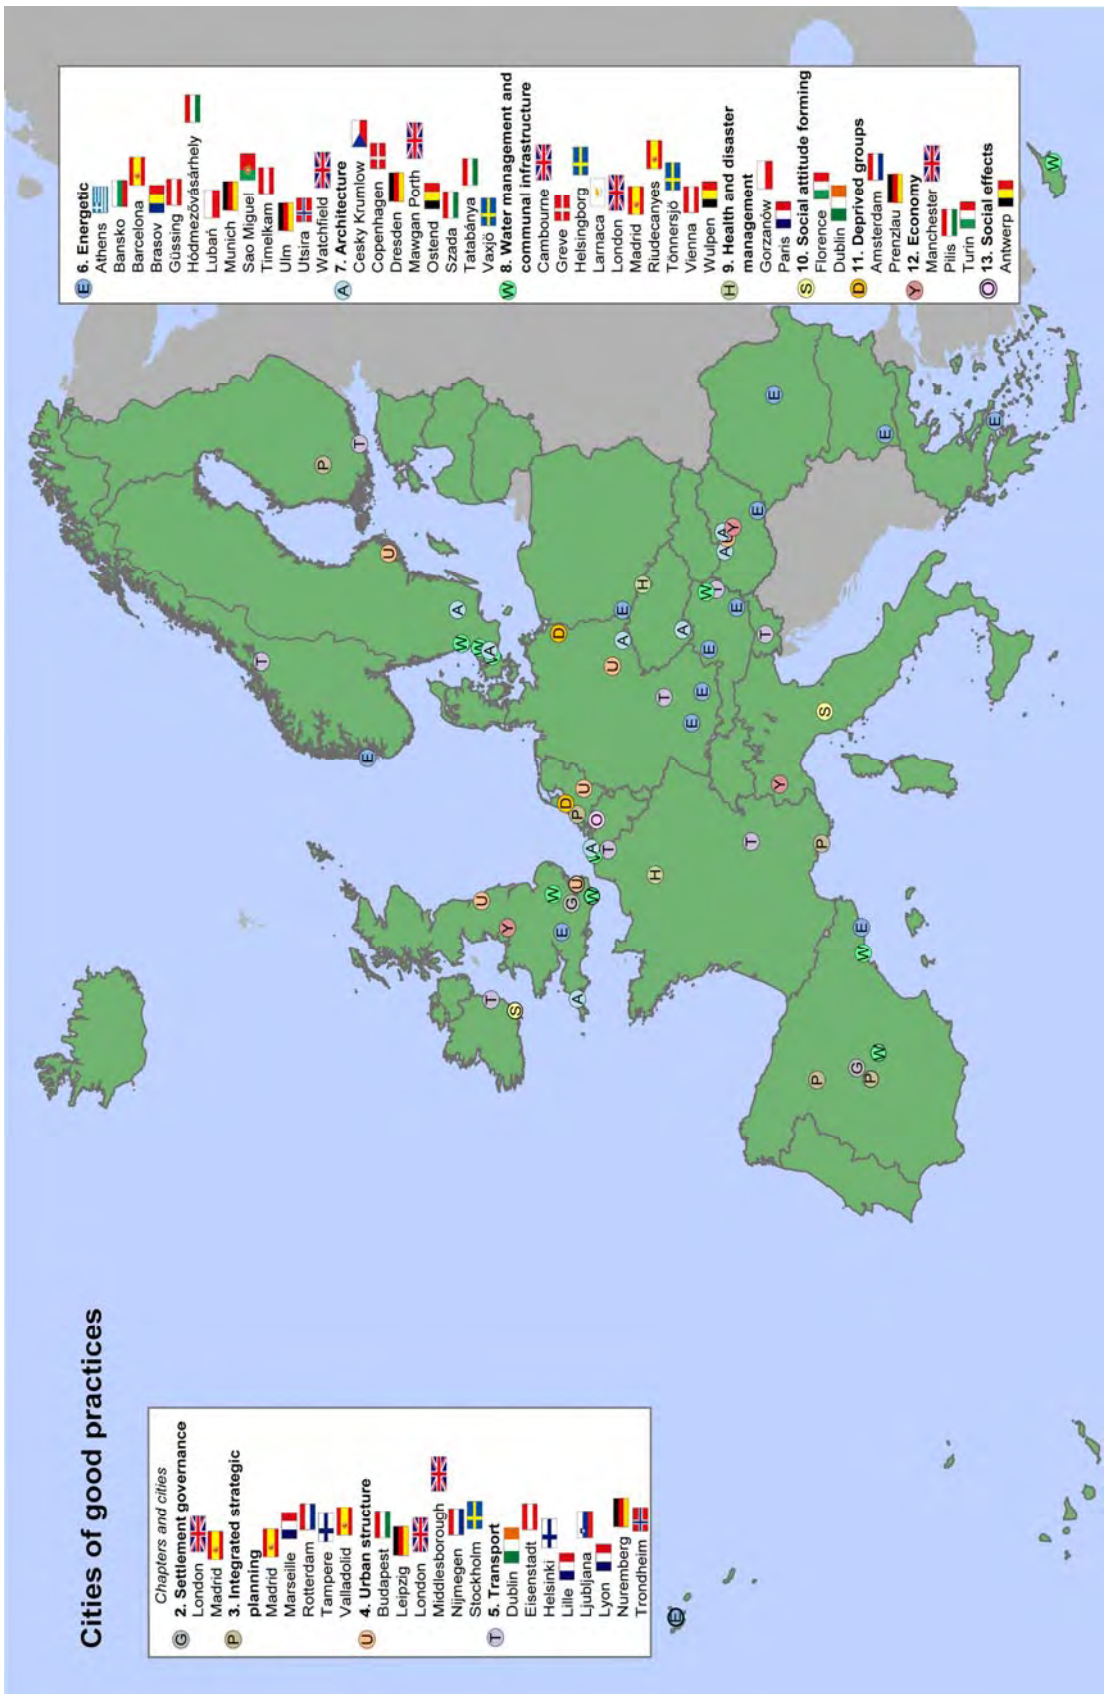 Cities of good practices
Chapters and cities
G 2. Settlement governance
London
Madrid
P 3. Integrated strategic
planning
Madrid
Marseille
Rotterdam
Tampere
Valladolid
U 4. Urban structure
Budapest
Leipzig
London
Middlesborough
Nijmegen
Stockholm
T 5. Transport
Dublin
Eisenstadt
Helsinki
Lille
Ljubljana
Lyon
Nuremberg
Trondheim
E 6. Energetic
Athens
Bansko
Barcelona
Brasov
Güssing
Hódmezővásárhely
Lubań
Munich
Sao Miguel
Timelkam
Ulm
Utsira
Watchfield
A 7. Architecture
Cesky Krumlow
Copenhagen
Dresden
Mawgan Porth
Ostend
Szada
Tatabánya
Vaxjö
W 8. Water management and
communal infrastructure
Cambourne
Greve
Helsingborg
Larnaca
London
Madrid
Riudecanyes
Tönnersjö
Vienna
Wulpen
H 9. Health and disaster
management
Gorzanów
Paris
S 10. Social attitude forming
Florence
Dublin
D 11. Deprived groups
Amsterdam
Prenzlau
Y 12. Economy
Manchester
Pilis
Turin
O 13. Social effects
Antwerp